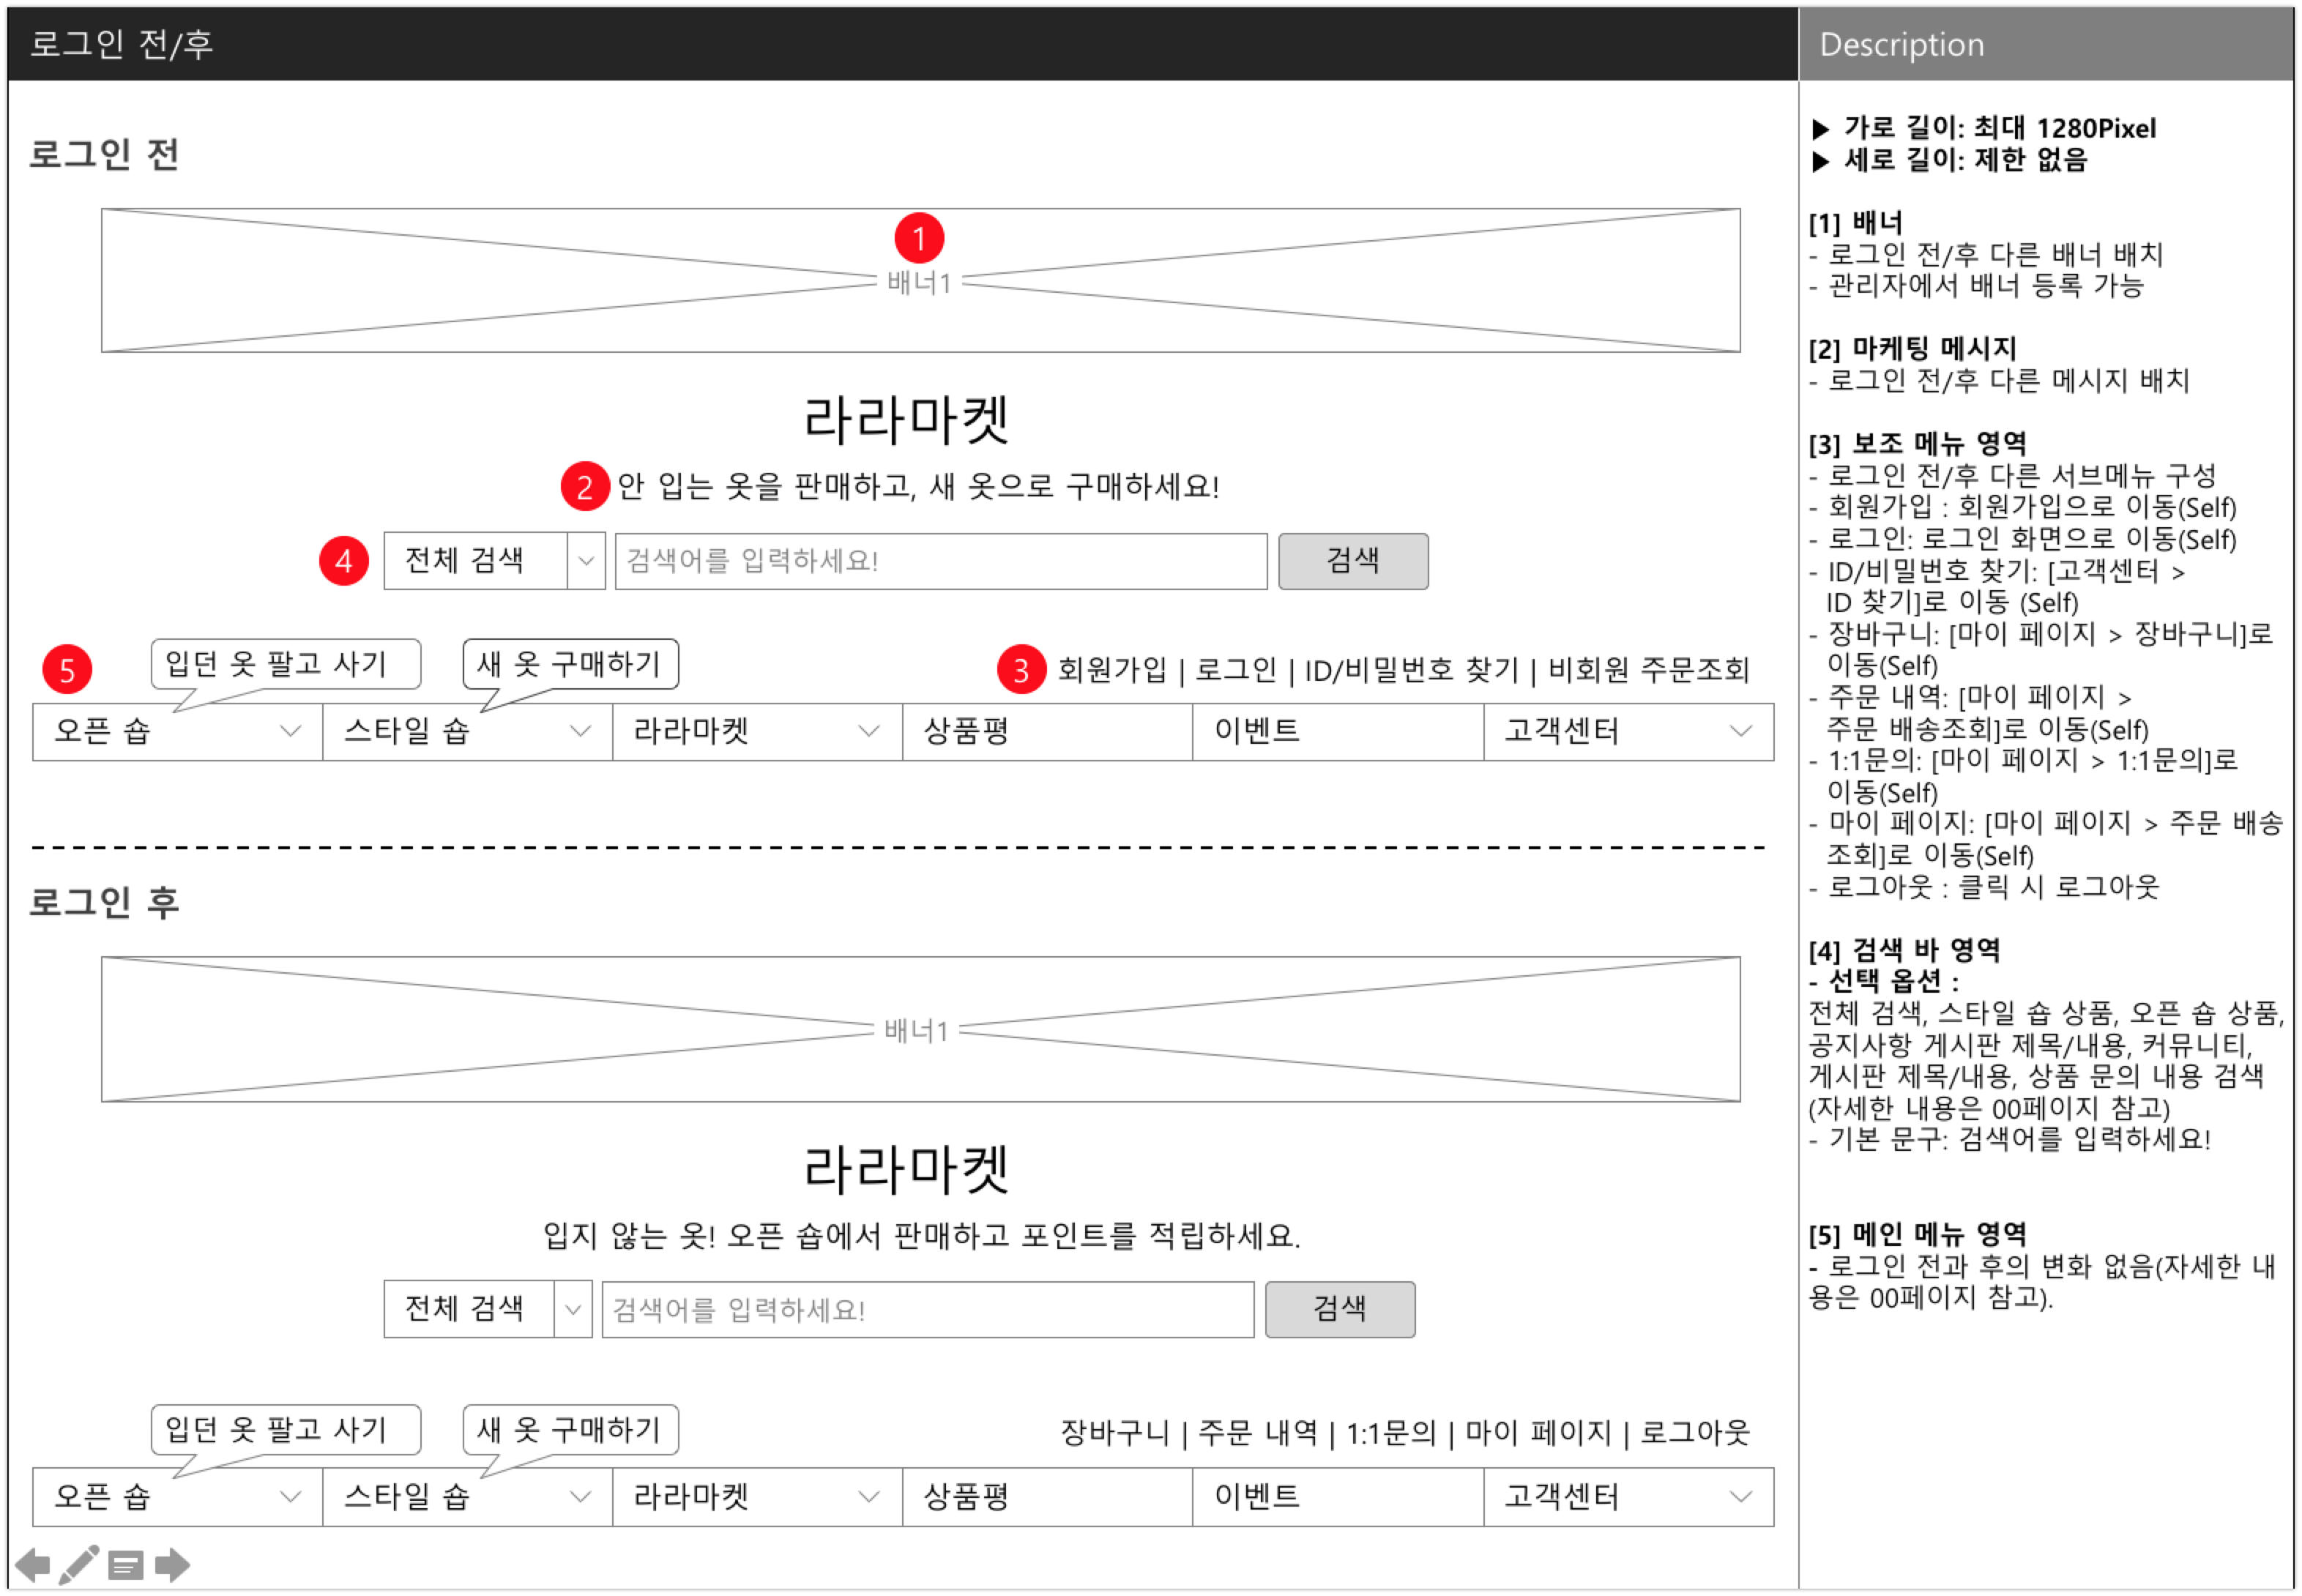 로그인 전/후
로그인 전
1
배너1
라라마켓
2 안 입는 옷을 판매하고, 새 옷으로 구매하세요!
4 전체 검색 검색어를 입력하세요! 검색
5 입던 옷 팔고 사기 새 옷 구매하기 3 회원가입 | 로그인 | ID/비밀번호 찾기 | 비회원 주문조회
오픈 숍 스타일 숍 라라마켓 상품평 이벤트 고객센터
로그인 후
배너1
라라마켓
입지 않는 옷! 오픈 숍에서 판매하고 포인트를 적립하세요.
전체 검색 검색어를 입력하세요! 검색
입던 옷 팔고 사기 새 옷 구매하기 장바구니 | 주문 내역 | 1:1문의 | 마이 페이지 | 로그아웃
오픈 숍 스타일 숍 라라마켓 상품평 이벤트 고객센터
Description
▶ 가로 길이: 최대 1280Pixel
▶ 세로 길이: 제한 없음
[1] 배너
- 로그인 전/후 다른 배너 배치
- 관리자에서 배너 등록 가능
[2] 마케팅 메시지
- 로그인 전/후 다른 메시지 배치
[3] 보조 메뉴 영역
- 로그인 전/후 다른 서브메뉴 구성
- 회원가입 : 회원가입으로 이동(Self)
- 로그인: 로그인 화면으로 이동(Self)
- ID/비밀번호 찾기: [고객센터 >
ID 찾기]로 이동 (Self)
- 장바구니: [마이 페이지 > 장바구니]로
이동(Self)
- 주문 내역: [마이 페이지 >
주문 배송조회]로 이동(Self)
- 1:1문의: [마이 페이지 > 1:1문의]로
이동(Self)
- 마이 페이지: [마이 페이지 > 주문 배송
조회]로 이동(Self)
- 로그아웃 : 클릭 시 로그아웃
[4] 검색 바 영역
- 선택 옵션 :
전체 검색, 스타일 숍 상품, 오픈 숍 상품,
공지사항 게시판 제목/내용, 커뮤니티,
게시판 제목/내용, 상품 문의 내용 검색
(자세한 내용은 00페이지 참고)
- 기본 문구: 검색어를 입력하세요!
[5] 메인 메뉴 영역
- 로그인 전과 후의 변화 없음(자세한 내
용은 00페이지 참고).